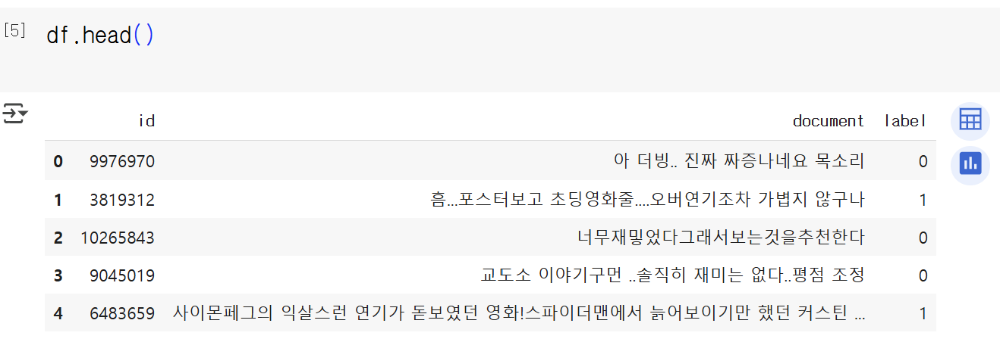 [5] df.head()
id document label
0 9976970 아 더빙.. 진짜 짜증나네요 목소리 0
1 3819312 흠...포스터보고 초딩영화줄....오버연기조차 가볍지 않구나 1
2 10265843 너무재밓었다그래서보는것을추천한다 0
3 9045019 교도소 이야기구먼 ..솔직히 재미는 없다..평점 조정 0
4 6483659 사이몬페그의 익살스런 연기가 돋보였던 영화!스파이더맨에서 늙어보이기만 했던 커스틴 ... 1